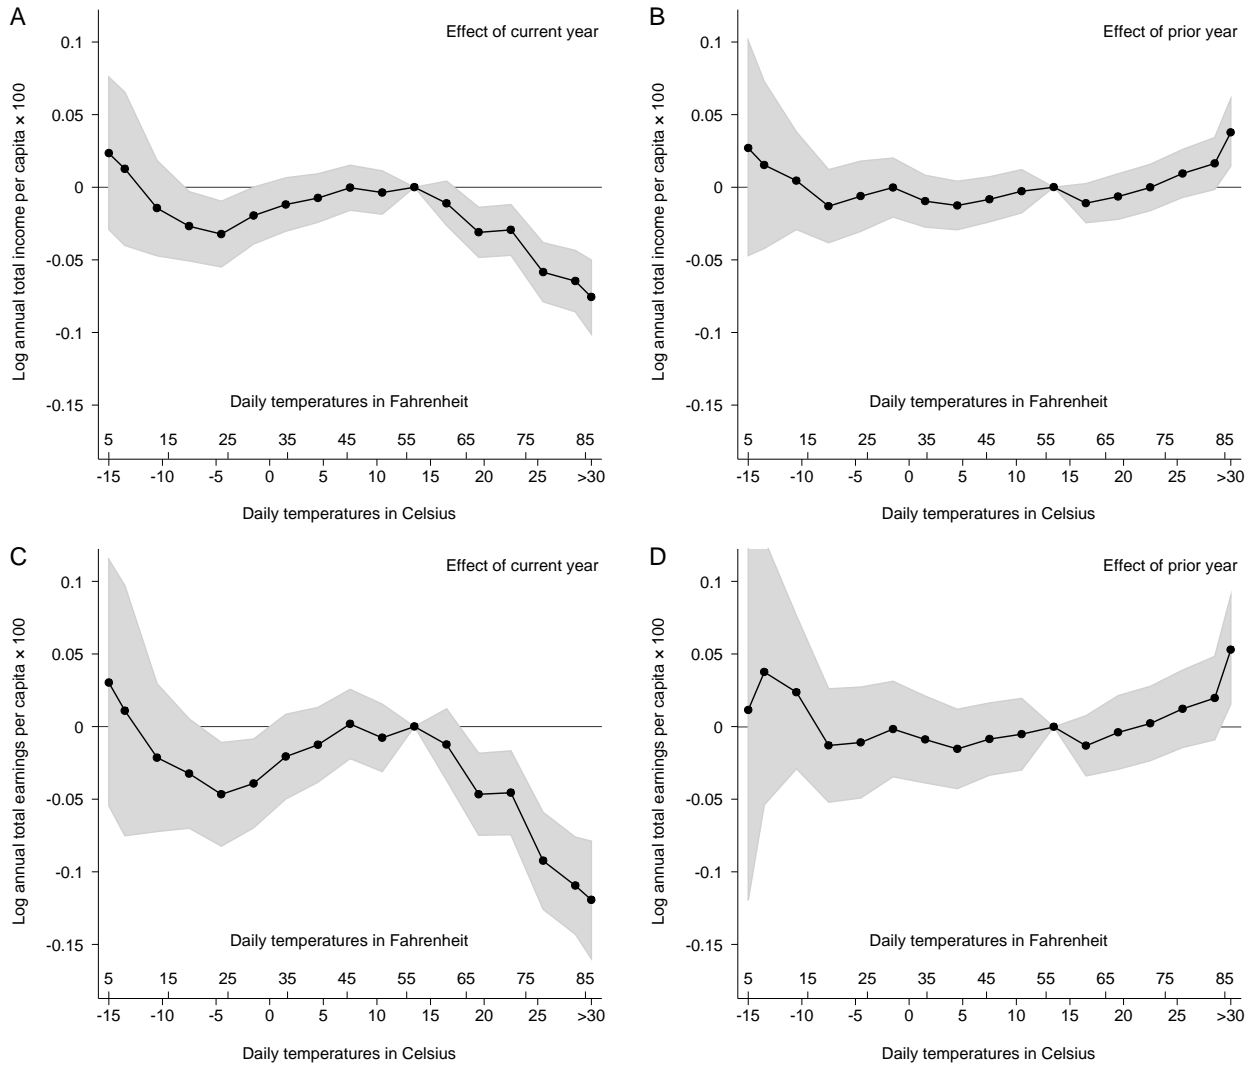 A
Effect of current year
0.1
0.05
0
-0.05
-0.1
-0.15
Log annual total income per capita × 100
Daily temperatures in Fahrenheit
5 15 25 35 45 55 65 75 85
-15 -10 -5 0 5 10 15 20 25 >30
Daily temperatures in Celsius
B
Effect of prior year
0.1
0.05
0
-0.05
-0.1
-0.15
Log annual total income per capita × 100
Daily temperatures in Fahrenheit
5 15 25 35 45 55 65 75 85
-15 -10 -5 0 5 10 15 20 25 >30
Daily temperatures in Celsius
C
Effect of current year
0.1
0.05
0
-0.05
-0.1
-0.15
Log annual total earnings per capita × 100
Daily temperatures in Fahrenheit
5 15 25 35 45 55 65 75 85
-15 -10 -5 0 5 10 15 20 25 >30
Daily temperatures in Celsius
D
Effect of prior year
0.1
0.05
0
-0.05
-0.1
-0.15
Log annual total earnings per capita × 100
Daily temperatures in Fahrenheit
5 15 25 35 45 55 65 75 85
-15 -10 -5 0 5 10 15 20 25 >30
Daily temperatures in Celsius